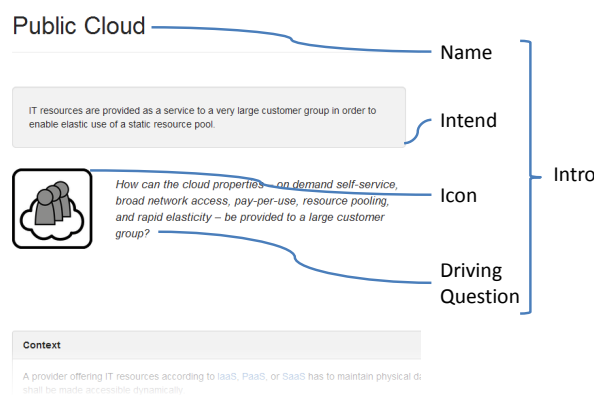 Public Cloud
Name
IT resources are provided as a service to a very large customer group in order to
enable elastic use of a static resource pool.
Intend
Intro
How can the cloud properties – on demand self-service,
broad network access, pay-per-use, resource pooling,
and rapid elasticity – be provided to a large customer
group?
Icon
Driving
Question
Context
A provider offering IT resources according to IaaS, PaaS, or SaaS has to maintain physical da
shall be made accessible dynamically